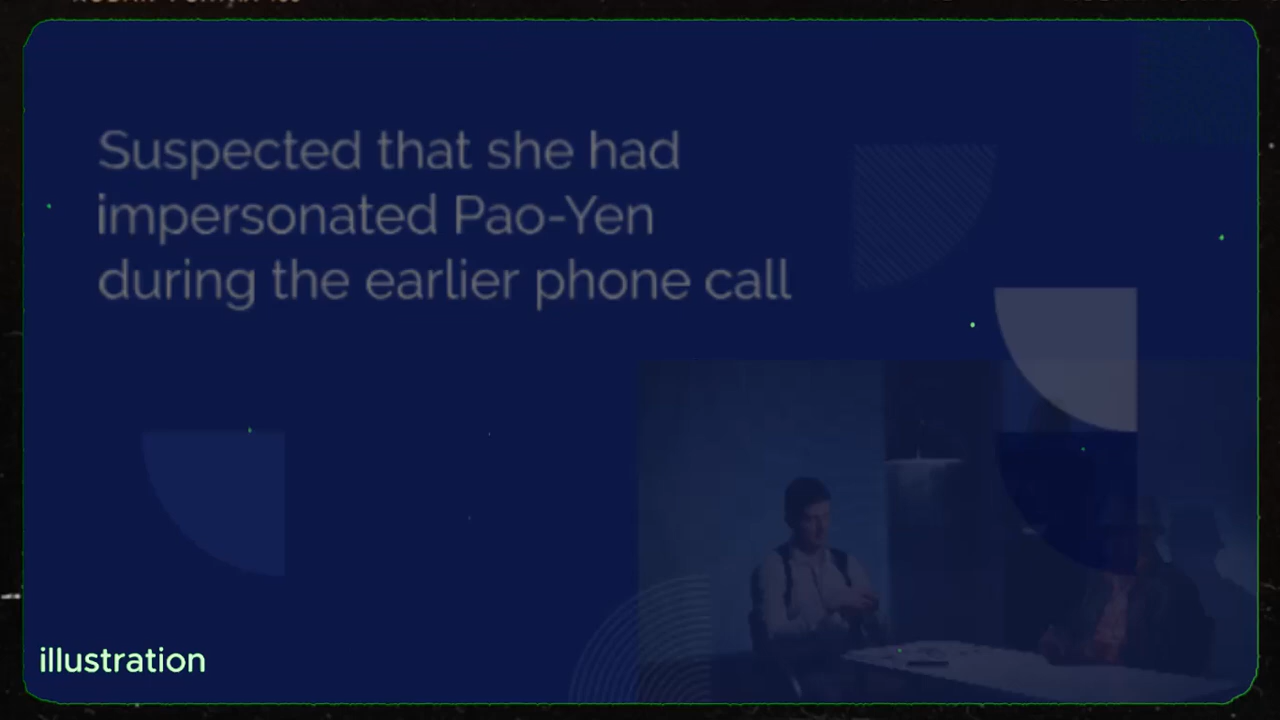 Suspected that she had
impersonated Pao-Yen
during the earlier phone call
illustration